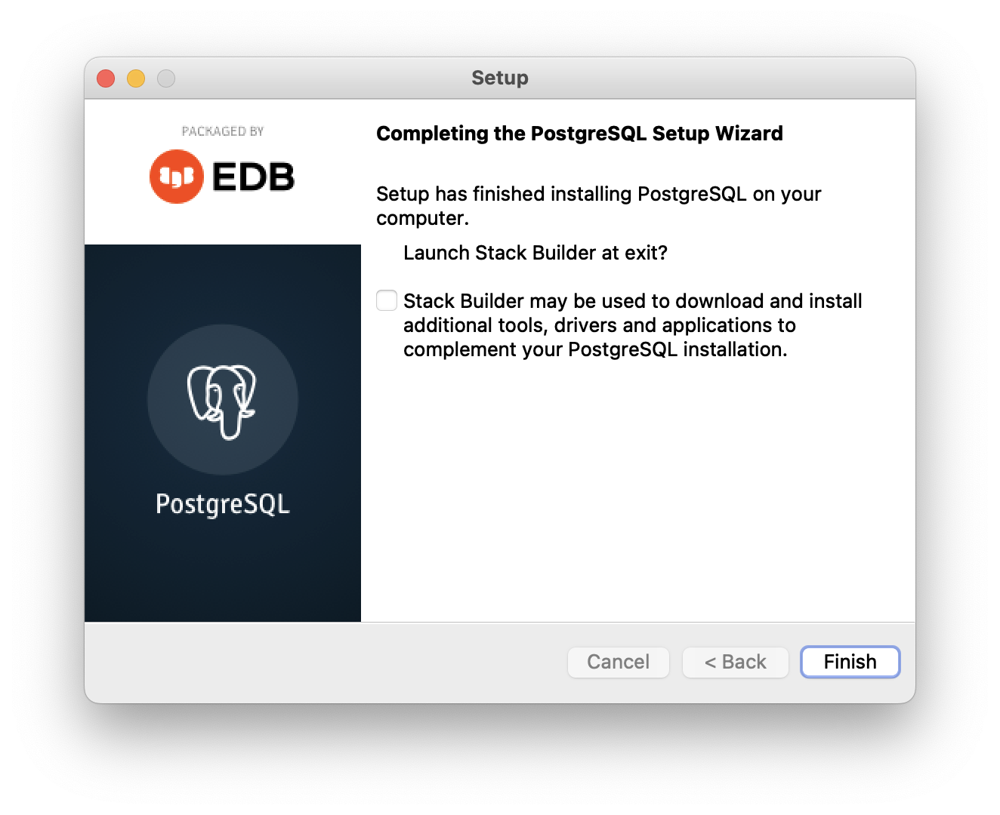 Setup
PACKAGED BY
EDB
PostgreSQL
Completing the PostgreSQL Setup Wizard
Setup has finished installing PostgreSQL on your
computer.
Launch Stack Builder at exit?
Stack Builder may be used to download and install
additional tools, drivers and applications to
complement your PostgreSQL installation.
Cancel
< Back
Finish